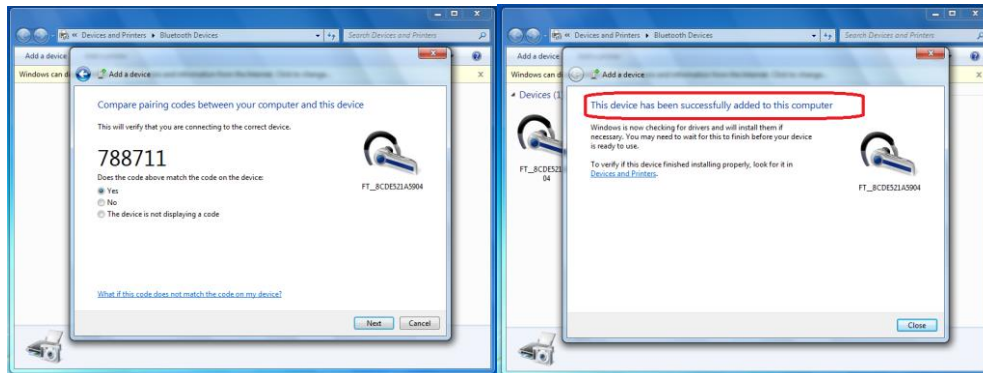 « Devices and Printers ▸ Bluetooth Devices
Search Devices and Printers
Add a device
Windows can d
Add a device
Compare pairing codes between your computer and this device
This will verify that you are connecting to the correct device.
788711
Does the code above match the code on the device:
Yes
No
The device is not displaying a code
FT_8CDE521A5904
What if this code does not match the code on my device?
Next
Cancel
« Devices and Printers ▸ Bluetooth Devices
Search Devices and Printers
Add a device
Windows can d
Devices (1
FT_8CDE521A59
04
Add a device
This device has been successfully added to this computer
Windows is now checking for drivers and will install them if
necessary. You may need to wait for this to finish before your device
is ready to use.
To verify if this device finished installing properly, look for it in
Devices and Printers.
FT_8CDE521A5904
Close